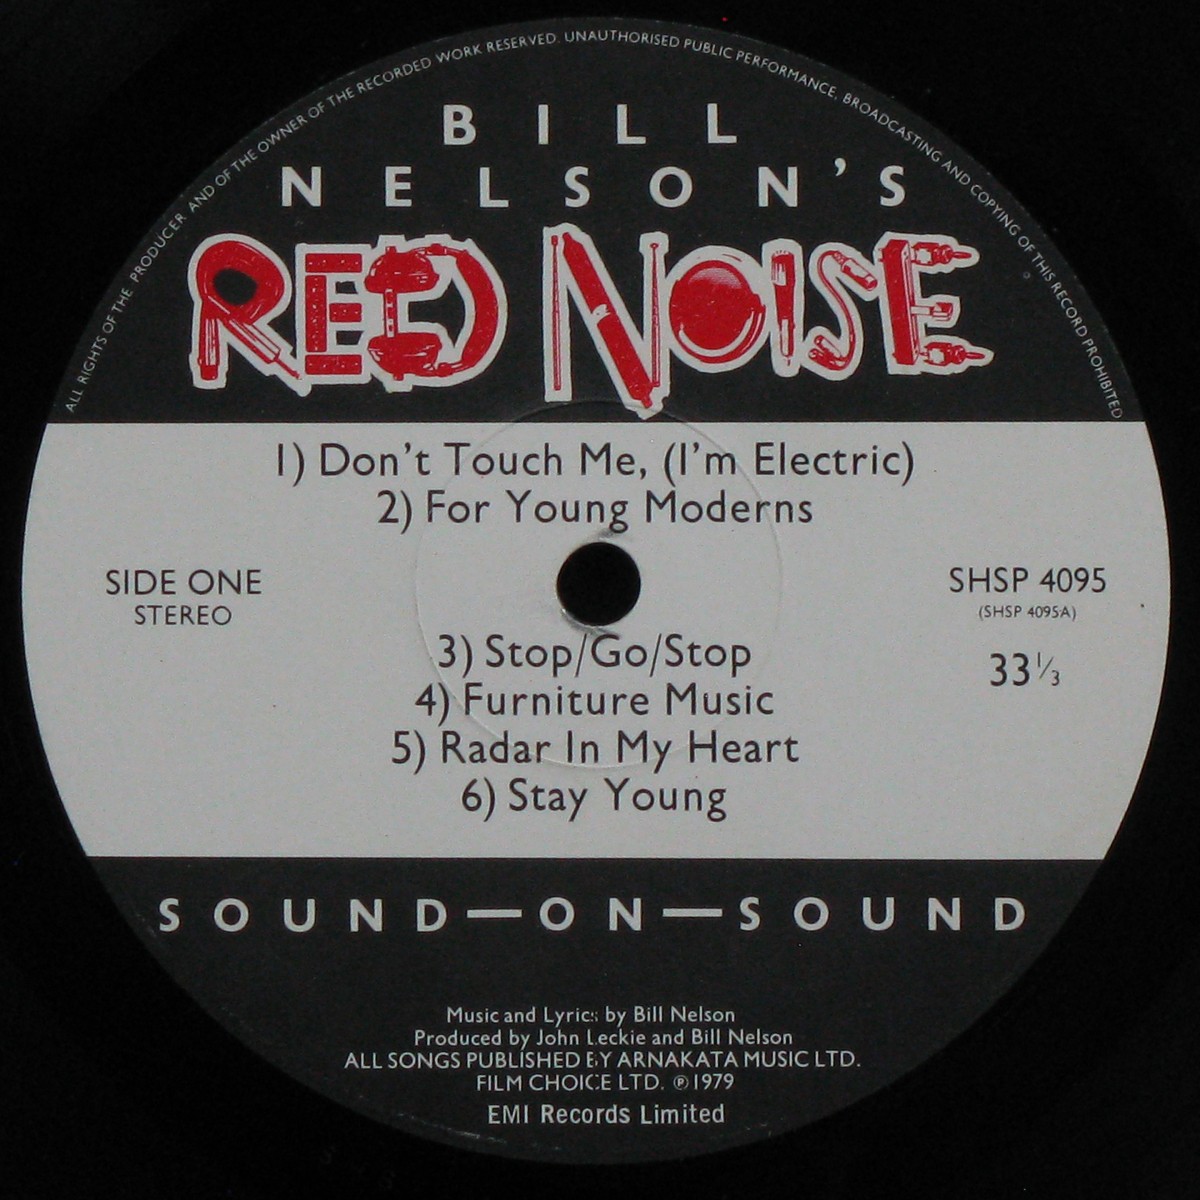 ALL RIGHTS OF THE PRODUCER AND OF THE OWNER OF THE RECORDED WORK RESERVED. UNAUTHORISED PUBLIC PERFORMANCE, BROADCASTING AND COPYING OF THIS RECORD PROHIBITED
BILL
NELSON'S
RED NOISE
1) Don't Touch Me, (I'm Electric)
2) For Young Moderns
SIDE ONE
STEREO
SHSP 4095
(SHSP 4095A)
33 1/3
3) Stop/Go/Stop
4) Furniture Music
5) Radar In My Heart
6) Stay Young
SOUND—ON—SOUND
Music and Lyrics by Bill Nelson
Produced by John Leckie and Bill Nelson
ALL SONGS PUBLISHED BY ARNAKATA MUSIC LTD.
FILM CHOICE LTD. ℗1979
EMI Records Limited